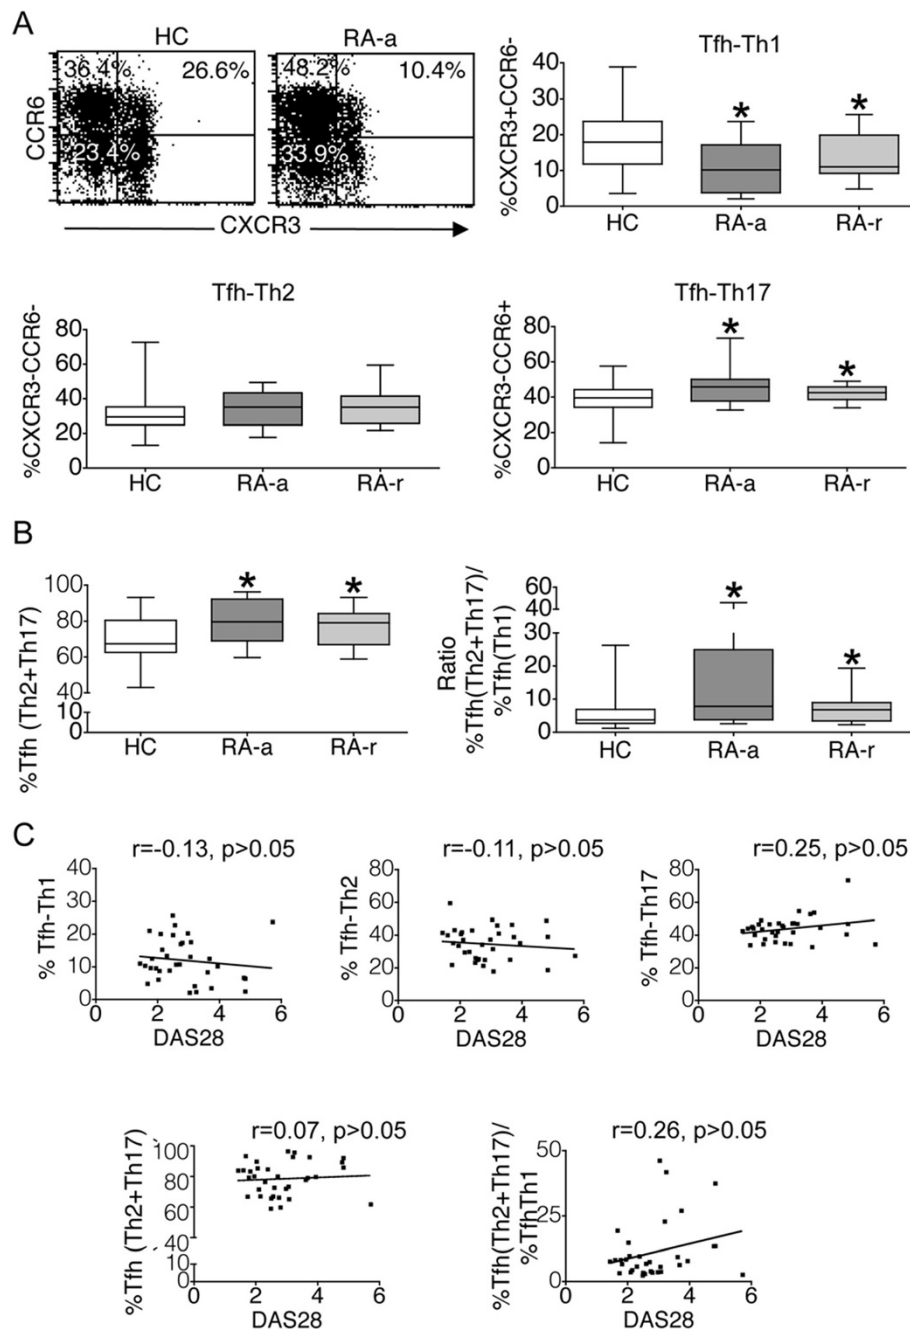 A
HC
RA-a
36.4%
26.6%
48.2%
10.4%
23.4%
33.9%
CCR6
CXCR3
Tfh-Th1
%CXCR3+CCR6-
40
30
20
10
0
*
*
HC
RA-a
RA-r
Tfh-Th2
%CXCR3-CCR6-
80
60
40
20
0
HC
RA-a
RA-r
Tfh-Th17
%CXCR3-CCR6+
80
60
40
20
0
*
*
HC
RA-a
RA-r
B
%Tfh (Th2+Th17)
100
80
60
40
10
0
*
*
HC
RA-a
RA-r
Ratio
%Tfh(Th2+Th17)/
%Tfh(Th1)
60
40
30
20
10
0
*
*
HC
RA-a
RA-r
C
r=-0.13, p>0.05
% Tfh-Th1
40
30
20
10
0
0
2
4
6
DAS28
r=-0.11, p>0.05
% Tfh-Th2
80
60
40
20
0
0
2
4
6
DAS28
r=0.25, p>0.05
% Tfh-Th17
100
80
60
40
20
0
0
2
4
6
DAS28
r=0.07, p>0.05
%Tfh (Th2+Th17)
100
80
60
40
10
0
0
2
4
6
DAS28
r=0.26, p>0.05
%Tfh(Th2+Th17)/
%TfhTh1
50
25
0
0
2
4
6
DAS28